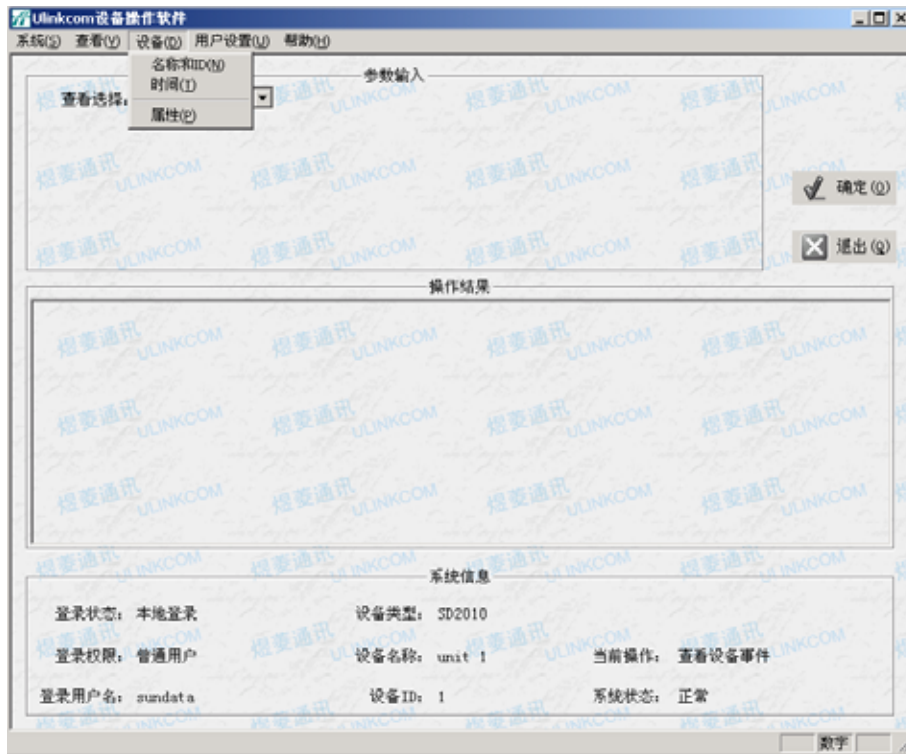 Ulinkcom设备操作软件
系统(S) 查看(V) 设备(D) 用户设置(U) 帮助(H)
名称和ID(N)
时间(T)
属性(P)
参数输入
查看选择:
确定(O)
退出(Q)
操作结果
煜菱通讯 ULINKCOM
系统信息
登录状态: 本地登录 设备类型: SD2010
登录权限: 普通用户 设备名称: unit 1 当前操作: 查看设备事件
登录用户名: sundata 设备ID: 1 系统状态: 正常
数字